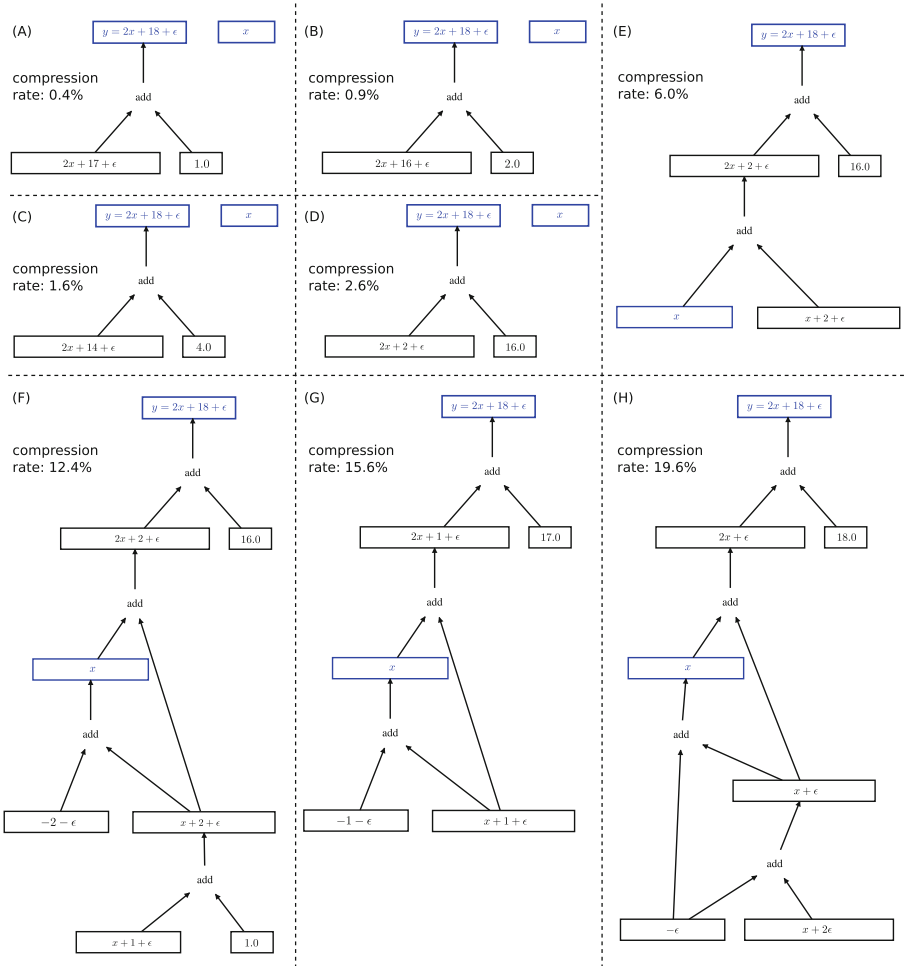 (A)
y = 2x + 18 + ϵ
x
compression
rate: 0.4%
add
2x + 17 + ϵ
1.0
(B)
y = 2x + 18 + ϵ
x
compression
rate: 0.9%
add
2x + 16 + ϵ
2.0
(C)
y = 2x + 18 + ϵ
x
compression
rate: 1.6%
add
2x + 14 + ϵ
4.0
(D)
y = 2x + 18 + ϵ
x
compression
rate: 2.6%
add
2x + 2 + ϵ
16.0
(E)
y = 2x + 18 + ϵ
compression
rate: 6.0%
add
2x + 2 + ϵ
16.0
add
x
x + 2 + ϵ
(F)
y = 2x + 18 + ϵ
compression
rate: 12.4%
add
2x + 2 + ϵ
16.0
add
x
add
−2 − ϵ
x + 2 + ϵ
add
x + 1 + ϵ
1.0
(G)
y = 2x + 18 + ϵ
compression
rate: 15.6%
add
2x + 1 + ϵ
17.0
add
x
add
−1 − ϵ
x + 1 + ϵ
(H)
y = 2x + 18 + ϵ
compression
rate: 19.6%
add
2x + ϵ
18.0
add
x
add
x + ϵ
add
−ϵ
x + 2ϵ